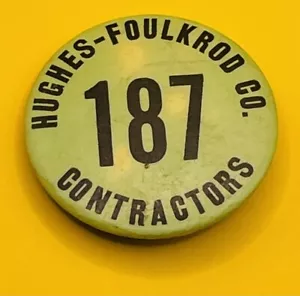 HUGHES-FOULKROD CO.
187
CONTRACTORS